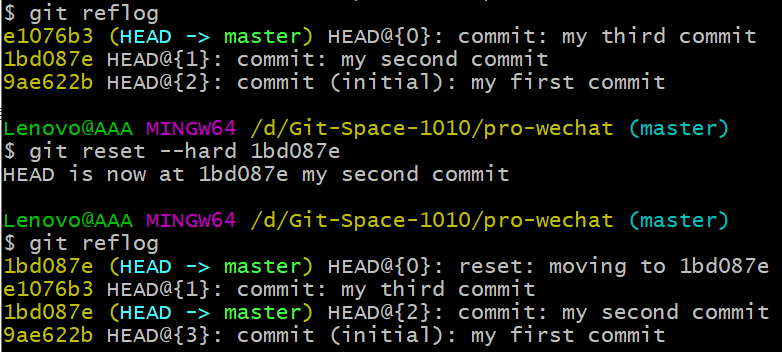 $ git reflog
e1076b3 (HEAD -> master) HEAD@{0}: commit: my third commit
1bd087e HEAD@{1}: commit: my second commit
9ae622b HEAD@{2}: commit (initial): my first commit
Lenovo@AAA MINGW64 /d/Git-Space-1010/pro-wechat (master)
$ git reset --hard 1bd087e
HEAD is now at 1bd087e my second commit
Lenovo@AAA MINGW64 /d/Git-Space-1010/pro-wechat (master)
$ git reflog
1bd087e (HEAD -> master) HEAD@{0}: reset: moving to 1bd087e
e1076b3 HEAD@{1}: commit: my third commit
1bd087e (HEAD -> master) HEAD@{2}: commit: my second commit
9ae622b HEAD@{3}: commit (initial): my first commit